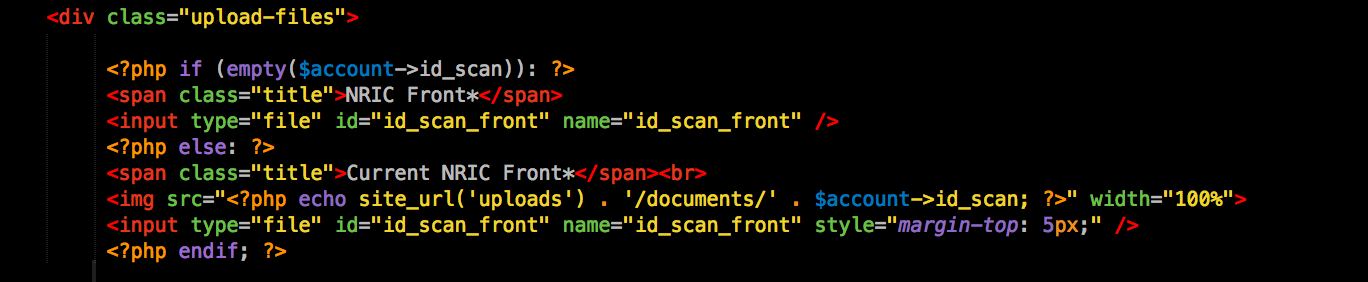 <div class="upload-files">
<?php if (empty($account->id_scan)): ?>
<span class="title">NRIC Front*</span>
<input type="file" id="id_scan_front" name="id_scan_front" />
<?php else: ?>
<span class="title">Current NRIC Front*</span><br>
<img src="<?php echo site_url('uploads') . '/documents/' . $account->id_scan; ?>" width="100%">
<input type="file" id="id_scan_front" name="id_scan_front" style="margin-top: 5px;" />
<?php endif; ?>